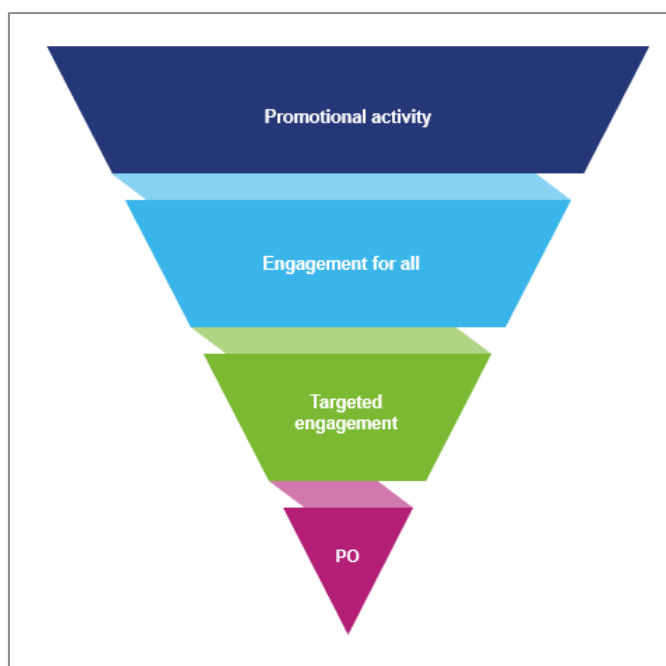 Promotional activity
Engagement for all
Targeted
engagement
PO